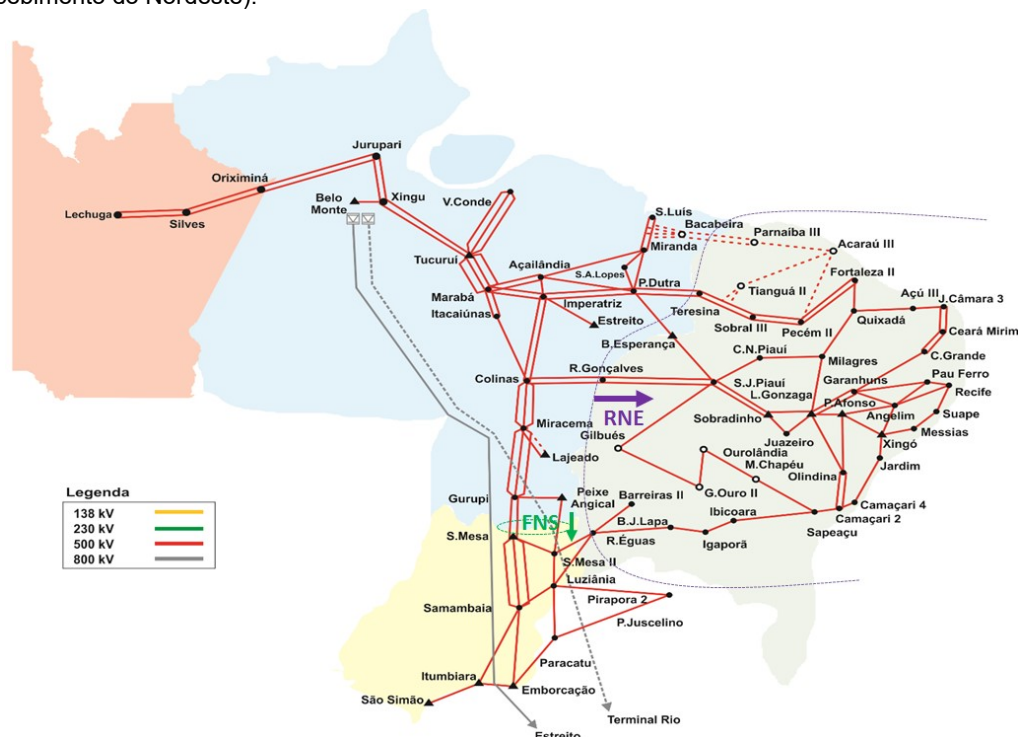 cebimento do Nordeste).
Jurupari
Oriximiná
Belo
Monte
Xingu
V.Conde
Lechuga
Silves
S.Luís
Bacabeira
Parnaíba III
Acaraú III
Miranda
Tucuruí
Açailândia
S.A.Lopes
P.Dutra
Tianguá II
Fortaleza II
Açú III
J.Câmara 3
Marabá
Imperatriz
Itacaiúnas
Estreito
Teresina
Sobral III
Pecém II
Quixadá
Ceará Mirim
B.Esperança
C.N.Piauí
Milagres
C.Grande
Colinas
R.Gonçalves
S.J.Piauí
Garanhuns
Pau Ferro
L.Gonzaga
P.Afonso
Recife
RNE
Sobradinho
Angelim
Suape
Miracema
Gilbués
Juazeiro
Xingó
Messias
Lajeado
Ourolândia
M.Chapéu
Olindina
Jardim
Legenda
138 kV
230 kV
500 kV
800 kV
Gurupi
Peixe
Angical
Barreiras II
G.Ouro II
Ibicoara
Camaçari 4
Camaçari 2
FNS
B.J.Lapa
Sapeaçu
S.Mesa
R.Éguas
Igaporã
S.Mesa II
Luziânia
Samambaia
Pirapora 2
P.Juscelino
Paracatu
Itumbiara
Emborcação
São Simão
Terminal Rio
Estreito